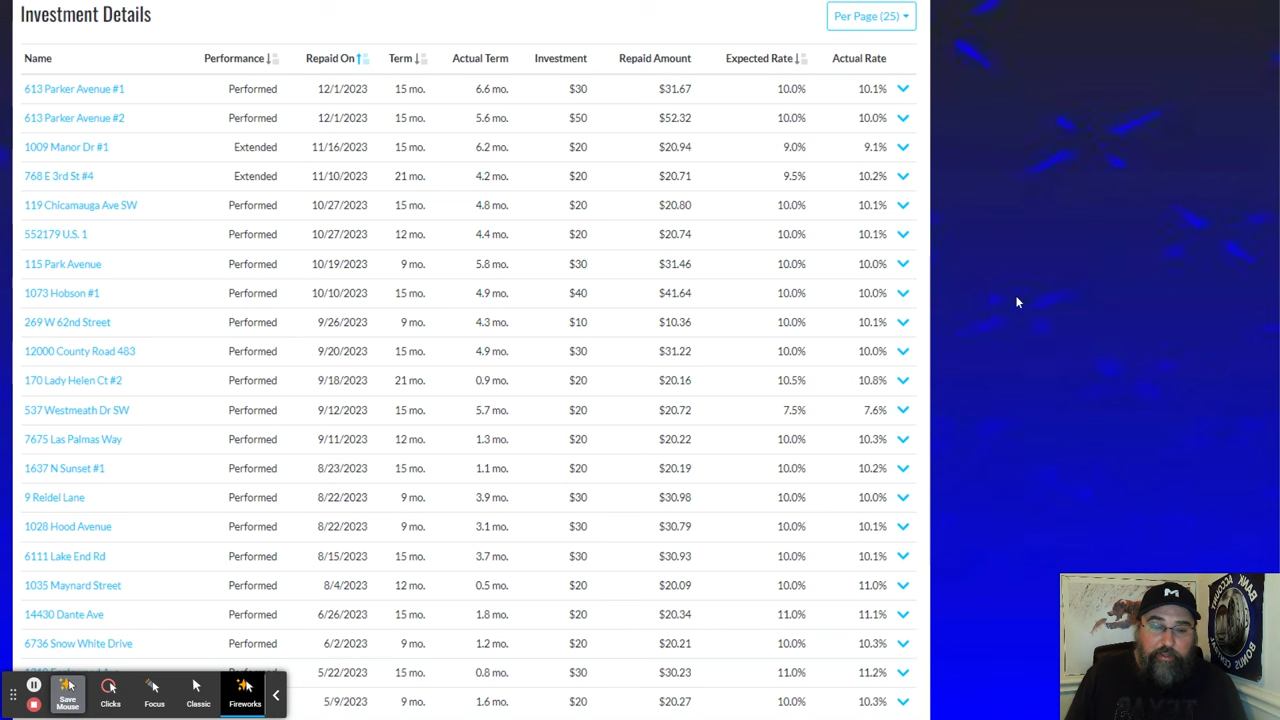 Investment Details
Per Page (25)
Name Performance Repaid On Term Actual Term Investment Repaid Amount Expected Rate Actual Rate
613 Parker Avenue #1 Performed 12/1/2023 15 mo. 6.6 mo. $30 $31.67 10.0% 10.1%
613 Parker Avenue #2 Performed 12/1/2023 15 mo. 5.6 mo. $50 $52.32 10.0% 10.0%
1009 Manor Dr #1 Extended 11/16/2023 15 mo. 6.2 mo. $20 $20.94 9.0% 9.1%
768 E 3rd St #4 Extended 11/10/2023 21 mo. 4.2 mo. $20 $20.71 9.5% 10.2%
119 Chicamauga Ave SW Performed 10/27/2023 15 mo. 4.8 mo. $20 $20.80 10.0% 10.1%
552179 U.S. 1 Performed 10/27/2023 12 mo. 4.4 mo. $20 $20.74 10.0% 10.1%
115 Park Avenue Performed 10/19/2023 9 mo. 5.8 mo. $30 $31.46 10.0% 10.0%
1073 Hobson #1 Performed 10/10/2023 15 mo. 4.9 mo. $40 $41.64 10.0% 10.0%
269 W 62nd Street Performed 9/26/2023 9 mo. 4.3 mo. $10 $10.36 10.0% 10.1%
12000 County Road 483 Performed 9/20/2023 15 mo. 4.9 mo. $30 $31.22 10.0% 10.0%
170 Lady Helen Ct #2 Performed 9/18/2023 21 mo. 0.9 mo. $20 $20.16 10.5% 10.8%
537 Westmeath Dr SW Performed 9/12/2023 15 mo. 5.7 mo. $20 $20.72 7.5% 7.6%
7675 Las Palmas Way Performed 9/11/2023 12 mo. 1.3 mo. $20 $20.22 10.0% 10.3%
1637 N Sunset #1 Performed 8/23/2023 15 mo. 1.1 mo. $20 $20.19 10.0% 10.2%
9 Reidel Lane Performed 8/22/2023 9 mo. 3.9 mo. $30 $30.98 10.0% 10.0%
1028 Hood Avenue Performed 8/22/2023 9 mo. 3.1 mo. $30 $30.79 10.0% 10.1%
6111 Lake End Rd Performed 8/15/2023 15 mo. 3.7 mo. $30 $30.93 10.0% 10.1%
1035 Maynard Street Performed 8/4/2023 12 mo. 0.5 mo. $20 $20.09 10.0% 11.0%
14430 Dante Ave Performed 6/26/2023 15 mo. 1.8 mo. $20 $20.34 11.0% 11.1%
6736 Snow White Drive Performed 6/2/2023 9 mo. 1.2 mo. $20 $20.21 10.0% 10.3%
5/22/2023 15 mo. 0.8 mo. $30 $30.23 11.0% 11.2%
5/9/2023 9 mo. 1.6 mo. $20 $20.27 10.0% 10.3%
Save Mouse
Clicks
Focus
Classic
Fireworks
BANK ACCOUNT
BONUS CENTRAL
M
TEXAS